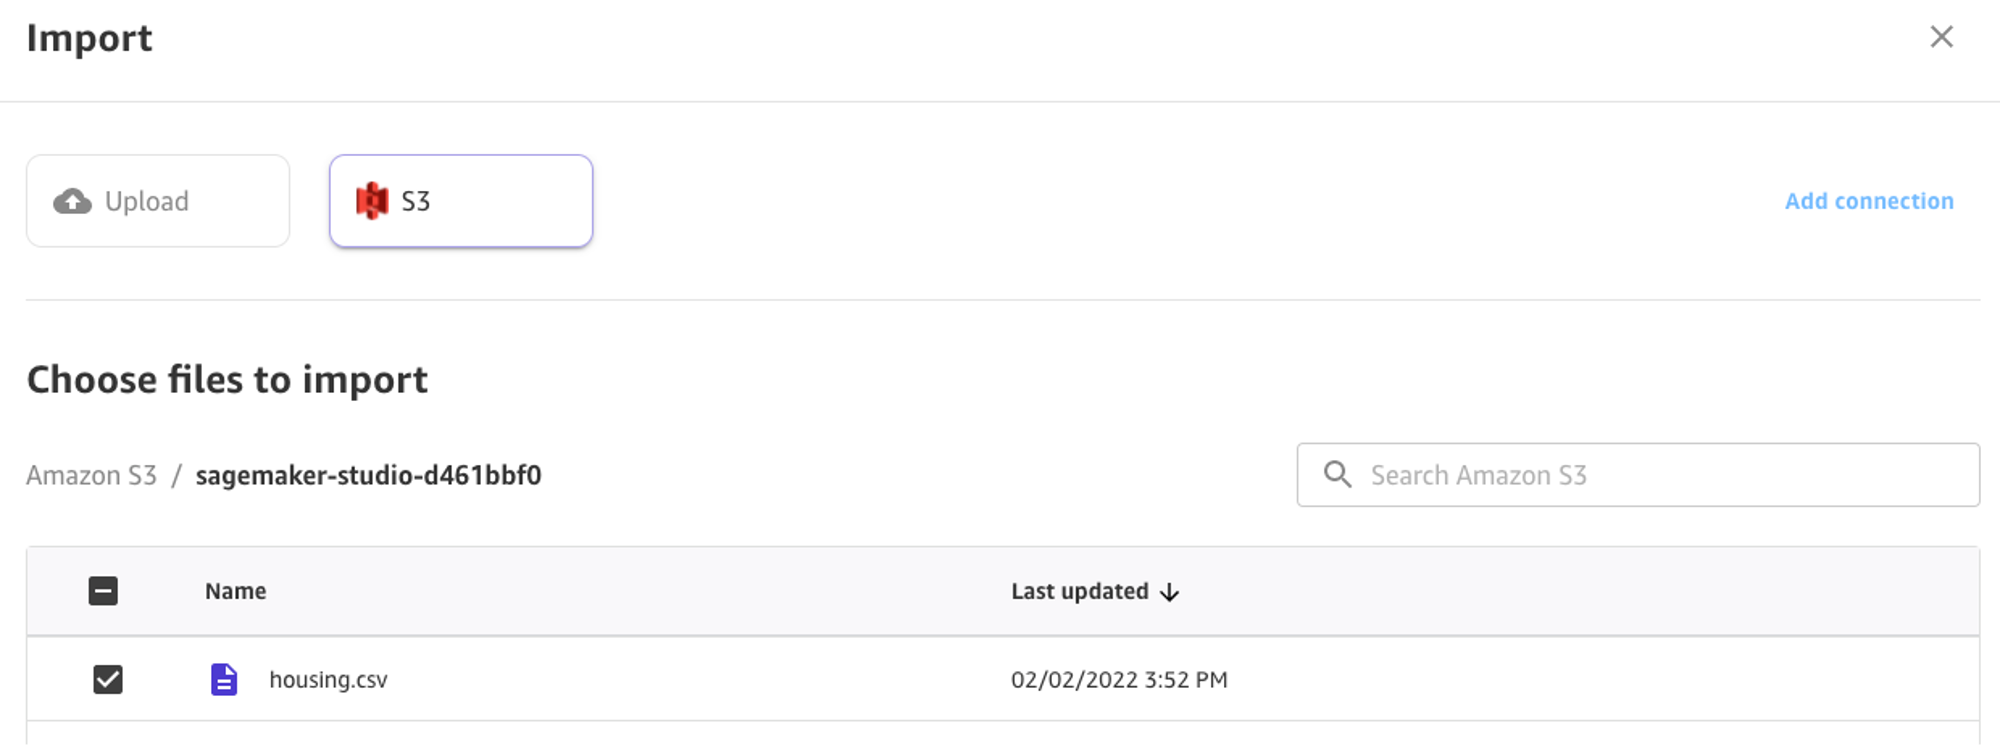 Import
Upload
S3
Add connection
Choose files to import
Amazon S3 / sagemaker-studio-d461bbf0
Search Amazon S3
Name
Last updated ↓
housing.csv
02/02/2022 3:52 PM